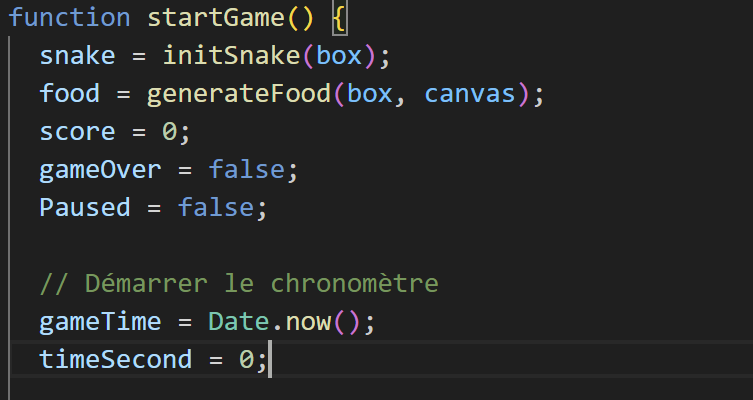 function startGame() {
snake = initSnake(box);
food = generateFood(box, canvas);
score = 0;
gameOver = false;
Paused = false;
// Démarrer le chronomètre
gameTime = Date.now();
timeSecond = 0;